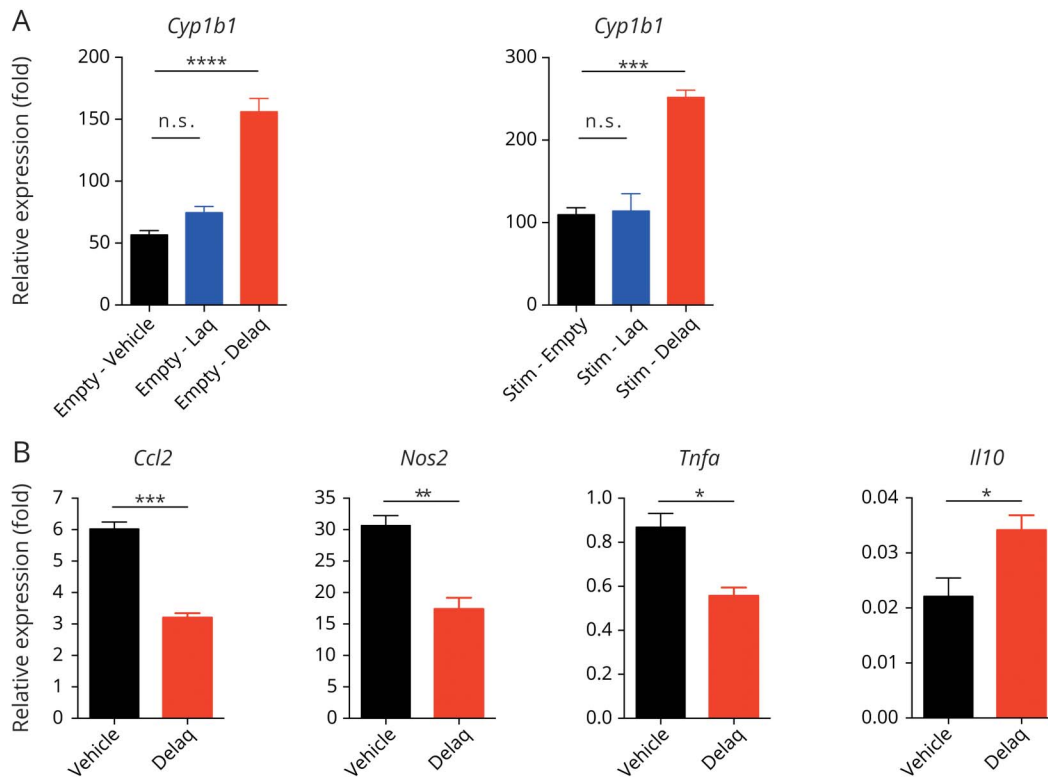 A
Cyp1b1
Relative expression (fold)
200
150
100
50
0
****
n.s.
Empty - Vehicle
Empty - Laq
Empty - Delaq
Cyp1b1
300
200
100
0
***
n.s.
Stim - Empty
Stim - Laq
Stim - Delaq
B
Ccl2
Relative expression (fold)
7
6
5
4
3
2
1
0
***
Vehicle
Delaq
Nos2
35
30
25
20
15
10
5
0
**
Vehicle
Delaq
Tnfa
1.0
0.8
0.6
0.4
0.2
0.0
*
Vehicle
Delaq
Il10
0.04
0.03
0.02
0.01
0.00
*
Vehicle
Delaq